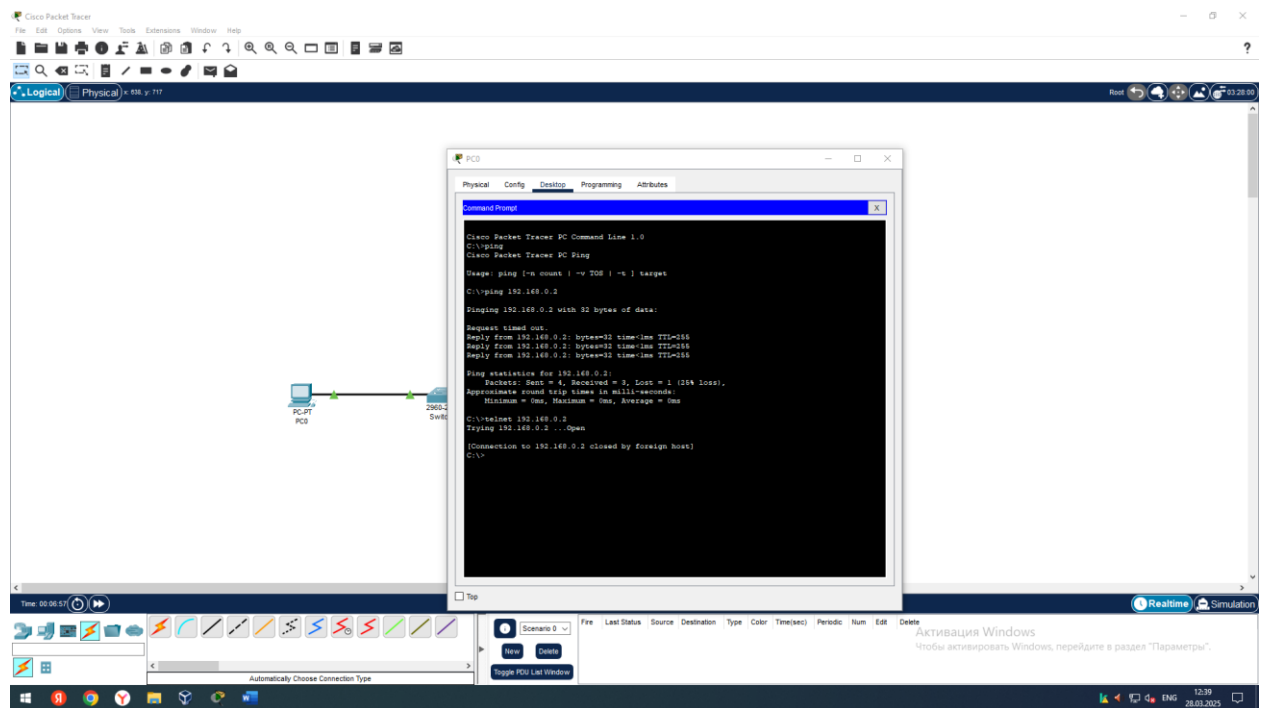 Cisco Packet Tracer
File Edit Options View Tools Extensions Window Help
?
Logical Physical x: 638, y: 717 Root 03:28:00
PC0
Physical Config Desktop Programming Attributes
Command Prompt X
Cisco Packet Tracer PC Command Line 1.0
C:\>ping
Cisco Packet Tracer PC Ping
Usage: ping [-n count | -v TOS | -t ] target
C:\>ping 192.168.0.2
Pinging 192.168.0.2 with 32 bytes of data:
Request timed out.
Reply from 192.168.0.2: bytes=32 time<1ms TTL=255
Reply from 192.168.0.2: bytes=32 time<1ms TTL=255
Reply from 192.168.0.2: bytes=32 time<1ms TTL=255
Ping statistics for 192.168.0.2:
Packets: Sent = 4, Received = 3, Lost = 1 (25% loss),
Approximate round trip times in milli-seconds:
Minimum = 0ms, Maximum = 0ms, Average = 0ms
C:\>telnet 192.168.0.2
Trying 192.168.0.2 ...Open
[Connection to 192.168.0.2 closed by foreign host]
C:\>
PC-PT
PC0
2960-2
Switc
Top
Time: 00:06:57
Realtime Simulation
Scenario 0
New Delete
Toggle PDU List Window
Fire Last Status Source Destination Type Color Time(sec) Periodic Num Edit Delete
Активация Windows
Чтобы активировать Windows, перейдите в раздел "Параметры".
Automatically Choose Connection Type
ENG
12:39
28.03.2025